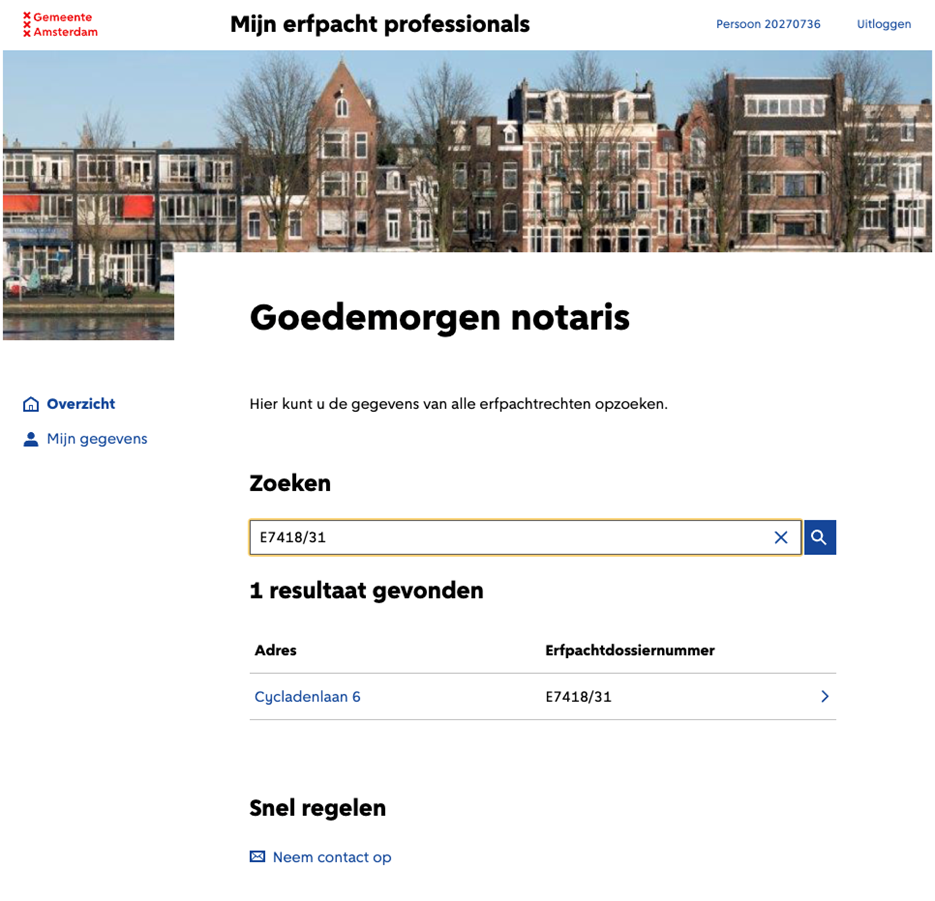 Gemeente
Amsterdam
Mijn erfpacht professionals
Persoon 20270736
Uitloggen
Goedemorgen notaris
Overzicht
Mijn gegevens
Hier kunt u de gegevens van alle erfpachtrechten opzoeken.
Zoeken
E7418/31
1 resultaat gevonden
Adres
Erfpachtdossiernummer
Cycladenlaan 6
E7418/31
Snel regelen
Neem contact op